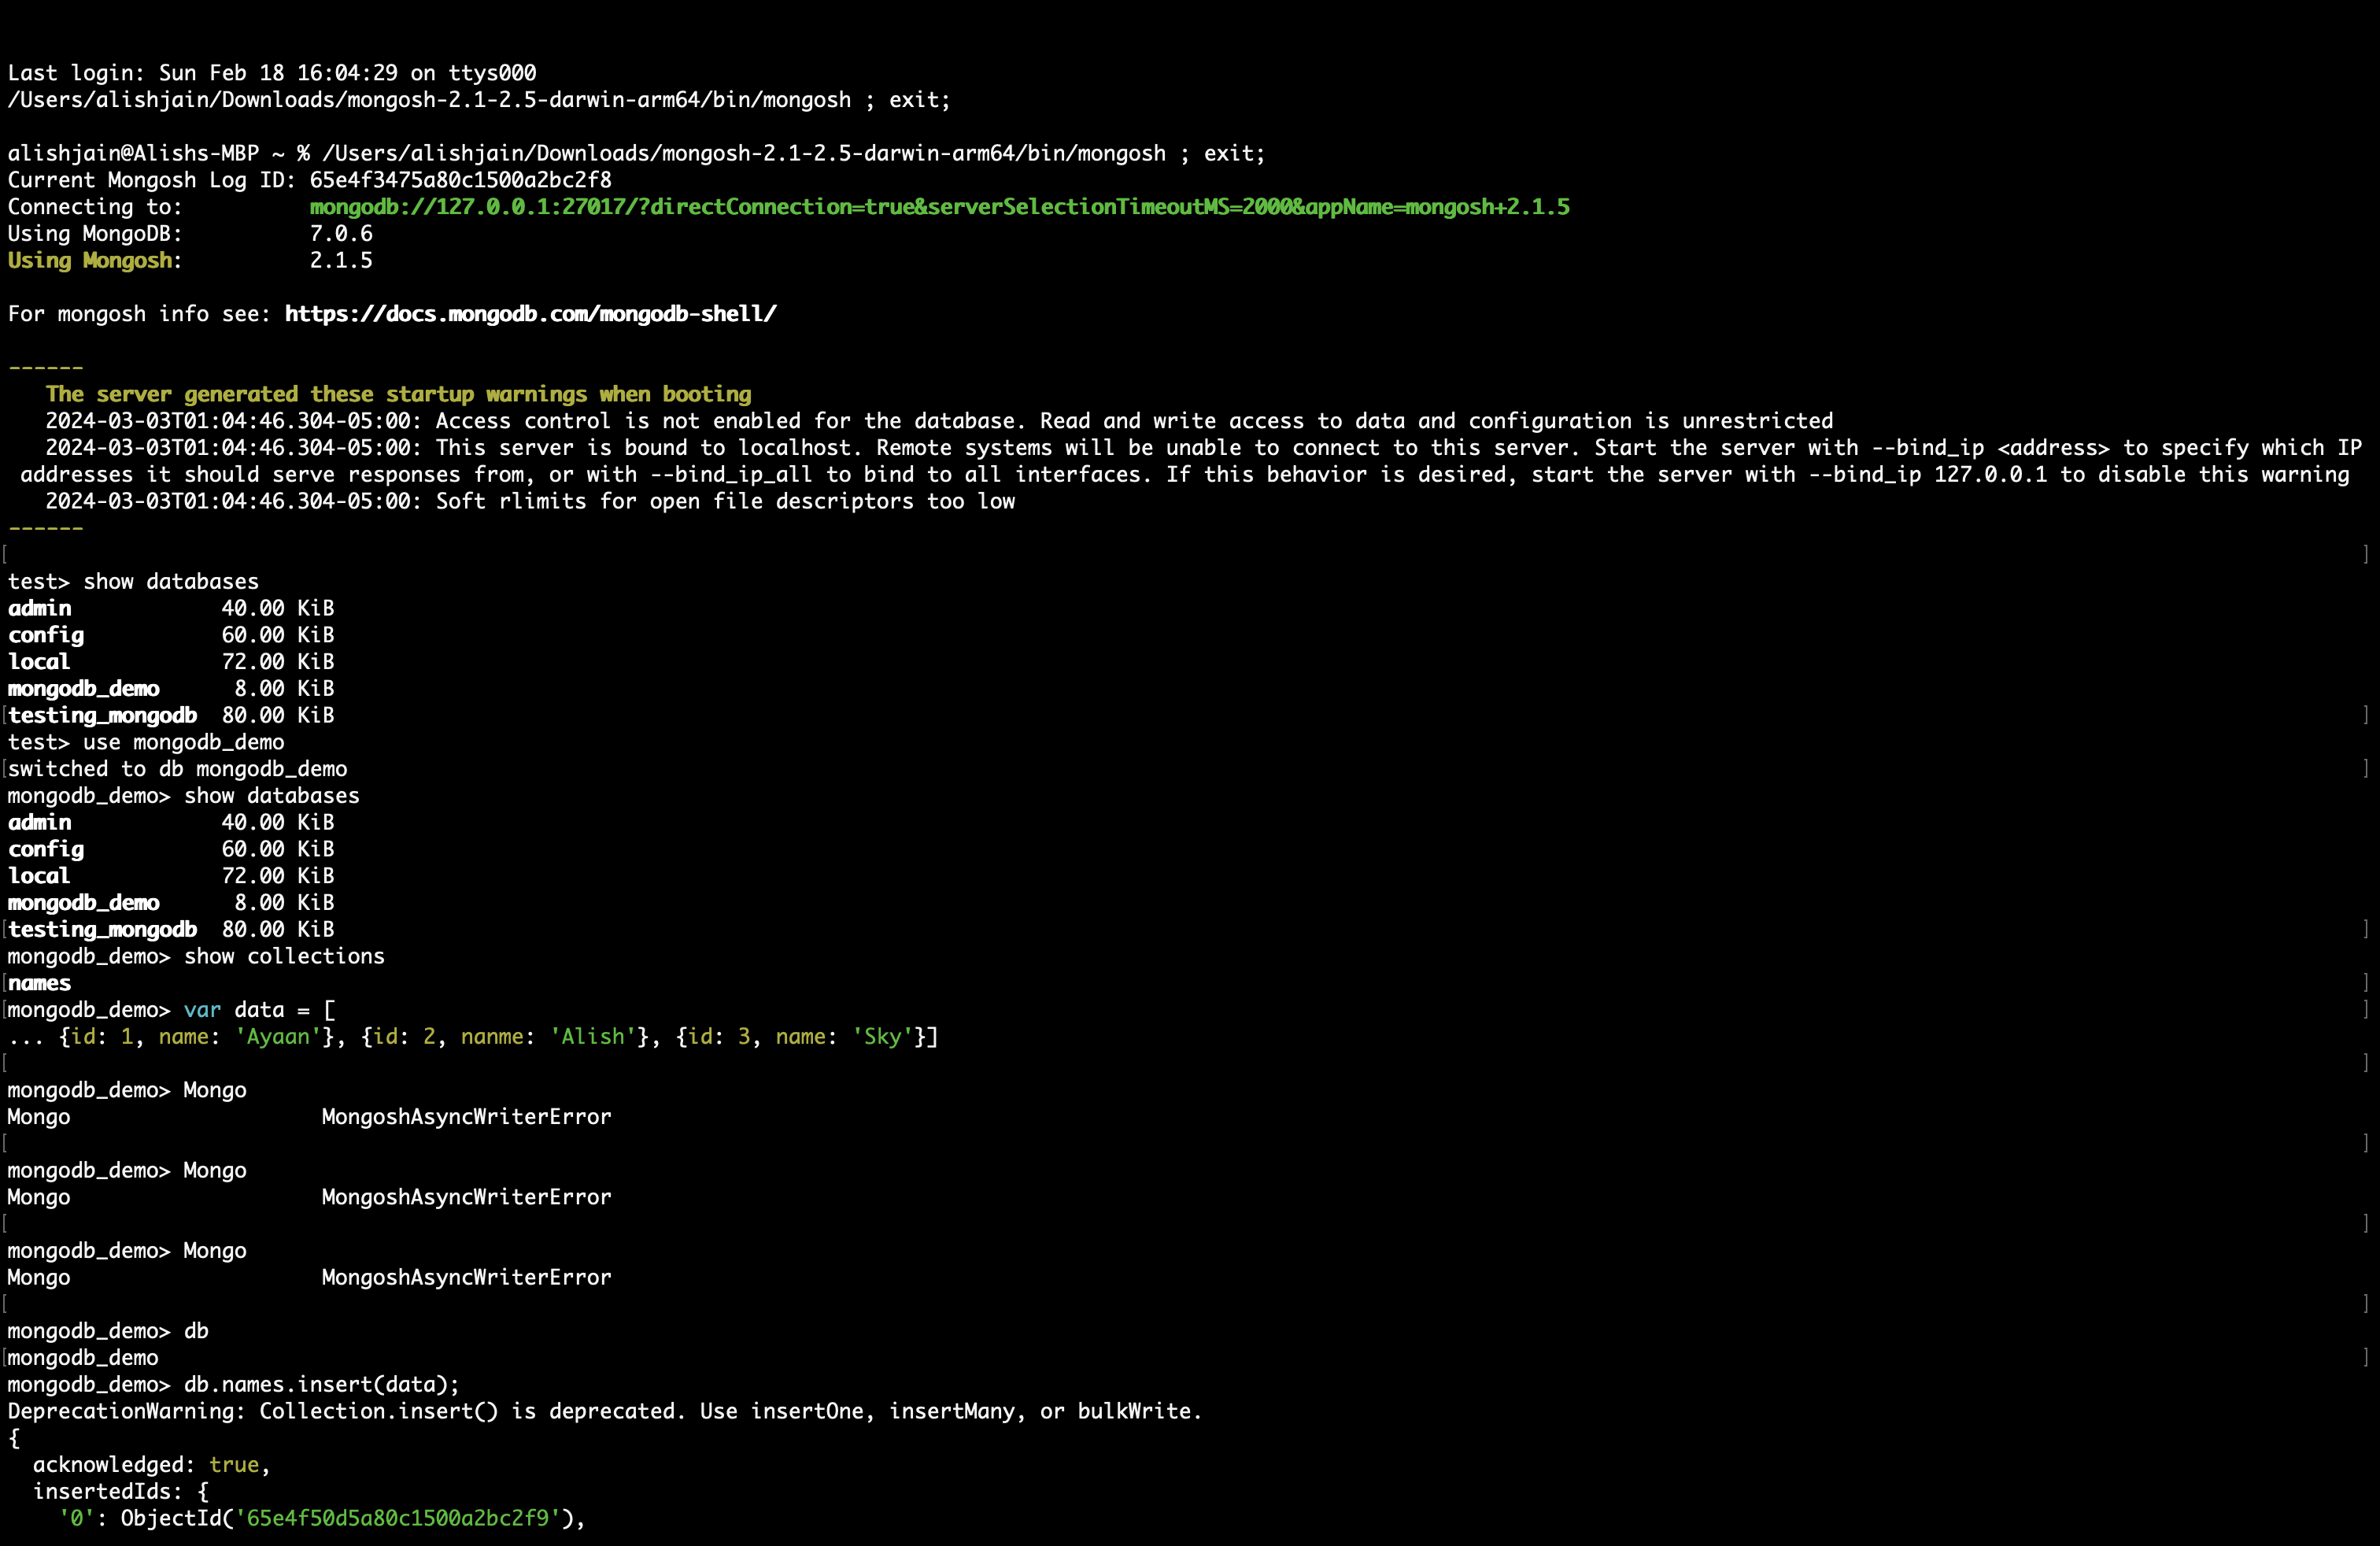 Last login: Sun Feb 18 16:04:29 on ttys000
/Users/alishjain/Downloads/mongosh-2.1-2.5-darwin-arm64/bin/mongosh ; exit;
alishjain@Alishs-MBP ~ % /Users/alishjain/Downloads/mongosh-2.1-2.5-darwin-arm64/bin/mongosh ; exit;
Current Mongosh Log ID: 65e4f3475a80c1500a2bc2f8
Connecting to:          mongodb://127.0.0.1:27017/?directConnection=true&serverSelectionTimeoutMS=2000&appName=mongosh+2.1.5
Using MongoDB:          7.0.6
Using Mongosh:          2.1.5
For mongosh info see: https://docs.mongodb.com/mongodb-shell/
------
   The server generated these startup warnings when booting
   2024-03-03T01:04:46.304-05:00: Access control is not enabled for the database. Read and write access to data and configuration is unrestricted
   2024-03-03T01:04:46.304-05:00: This server is bound to localhost. Remote systems will be unable to connect to this server. Start the server with --bind_ip <address> to specify which IP
 addresses it should serve responses from, or with --bind_ip_all to bind to all interfaces. If this behavior is desired, start the server with --bind_ip 127.0.0.1 to disable this warning
   2024-03-03T01:04:46.304-05:00: Soft rlimits for open file descriptors too low
------
[ ]
test> show databases
admin            40.00 KiB
config           60.00 KiB
local            72.00 KiB
mongodb_demo      8.00 KiB
[testing_mongodb  80.00 KiB ]
test> use mongodb_demo
[switched to db mongodb_demo ]
mongodb_demo> show databases
admin            40.00 KiB
config           60.00 KiB
local            72.00 KiB
mongodb_demo      8.00 KiB
[testing_mongodb  80.00 KiB ]
mongodb_demo> show collections
[names ]
[mongodb_demo> var data = [ ]
... {id: 1, name: 'Ayaan'}, {id: 2, nanme: 'Alish'}, {id: 3, name: 'Sky'}]
[ ]
mongodb_demo> Mongo
Mongo                    MongoshAsyncWriterError
[ ]
mongodb_demo> Mongo
Mongo                    MongoshAsyncWriterError
[ ]
mongodb_demo> Mongo
Mongo                    MongoshAsyncWriterError
[ ]
mongodb_demo> db
[mongodb_demo ]
mongodb_demo> db.names.insert(data);
DeprecationWarning: Collection.insert() is deprecated. Use insertOne, insertMany, or bulkWrite.
{
  acknowledged: true,
  insertedIds: {
    '0': ObjectId('65e4f50d5a80c1500a2bc2f9'),